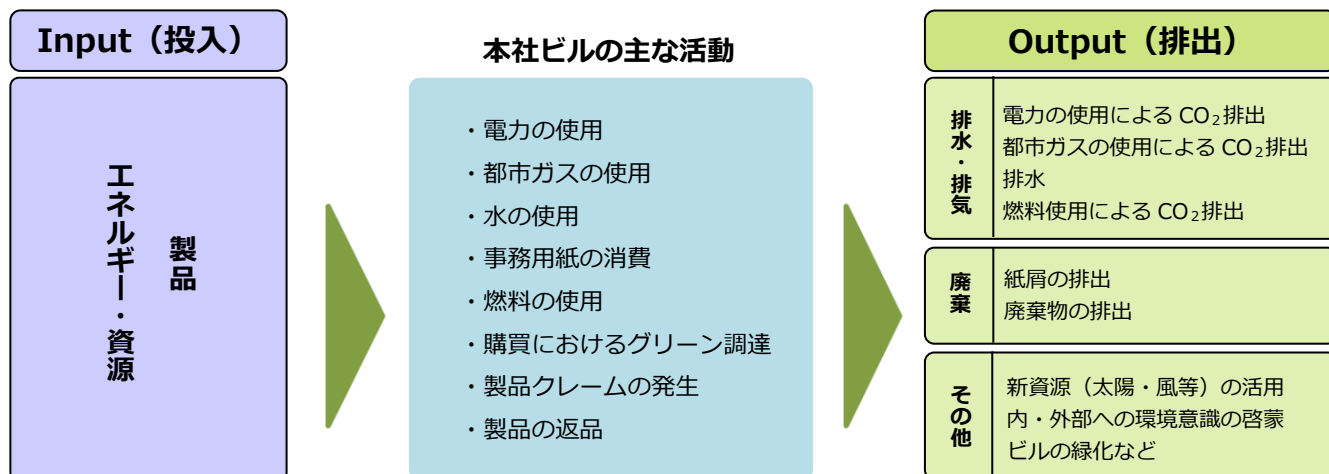 Input（投入）
エネルギー・資源
製品
本社ビルの主な活動
・電力の使用
・都市ガスの使用
・水の使用
・事務用紙の消費
・燃料の使用
・購買におけるグリーン調達
・製品クレームの発生
・製品の返品
Output（排出）
排水・排気
電力の使用による CO₂排出
都市ガスの使用による CO₂排出
排水
燃料使用による CO₂排出
廃棄
紙屑の排出
廃棄物の排出
その他
新資源（太陽・風等）の活用
内・外部への環境意識の啓蒙
ビルの緑化など